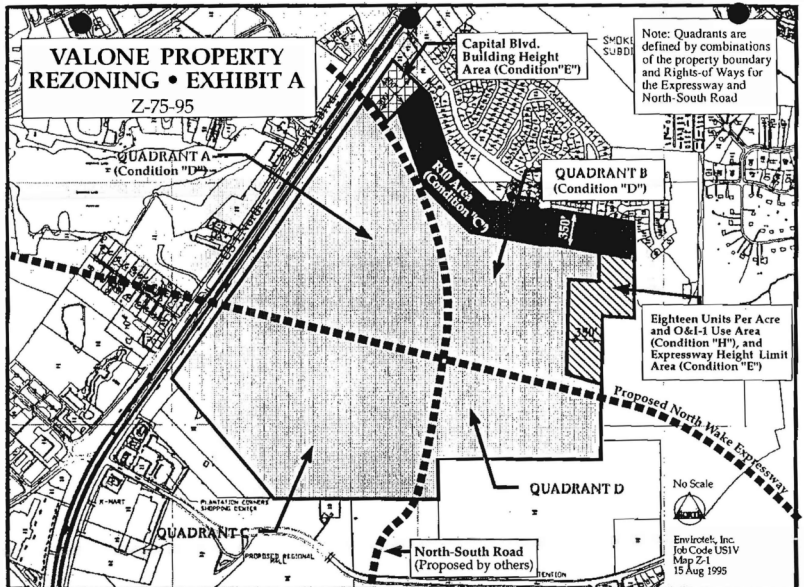 VALONE PROPERTY
REZONING • EXHIBIT A
Z-75-95
Capital Blvd.
Building Height
Area (Condition"E")
Note: Quadrants are
defined by combinations
of the property boundary
and Rights-of Ways for
the Expressway and
North-South Road
QUADRANT A
(Condition "D")
R10 Area
(Condition "C")
QUADRANT B
(Condition "D")
350'
350'
Eighteen Units Per Acre
and O&I-1 Use Area
(Condition "H"), and
Expressway Height Limit
Area (Condition "E")
Proposed North Wake Expressway
K-MART
PLANTATION CORNERS
SHOPPING CENTER
QUADRANT C
QUADRANT D
PROPOSED REGIONAL
MALL
North-South Road
(Proposed by others)
No Scale
NORTH
Envirotek, Inc.
Job Code US1V
Map Z-1
15 Aug 1995